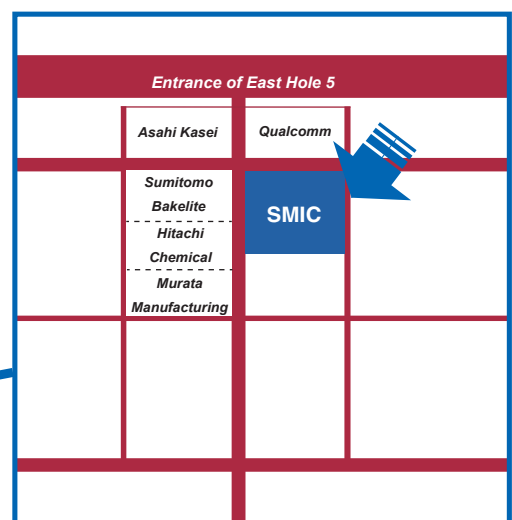 Entrance of East Hole 5
Asahi Kasei
Qualcomm
Sumitomo
Bakelite
Hitachi
Chemical
Murata
Manufacturing
SMIC